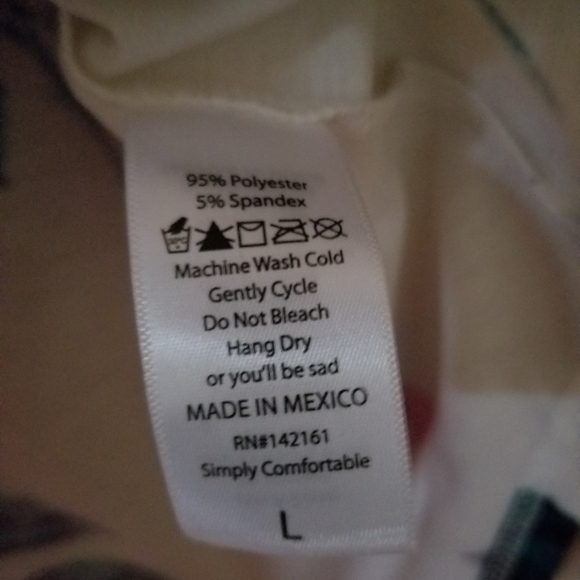 95% Polyester
5% Spandex
Machine Wash Cold
Gently Cycle
Do Not Bleach
Hang Dry
or you'll be sad
MADE IN MEXICO
RN#142161
Simply Comfortable
L